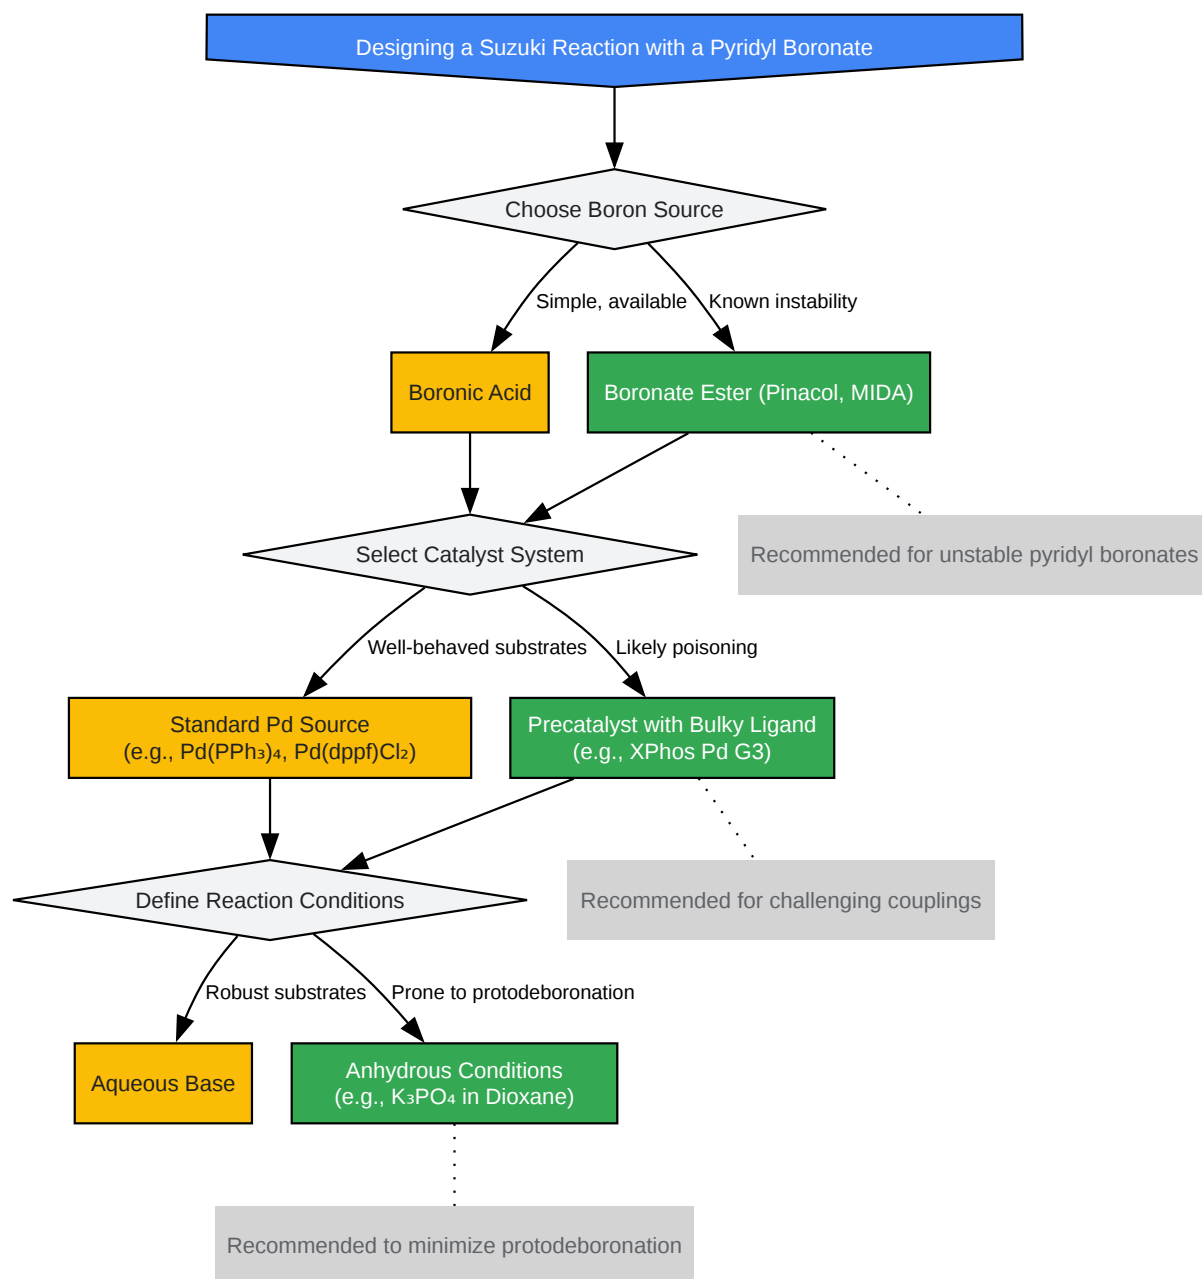 Designing a Suzuki Reaction with a Pyridyl Boronate
Choose Boron Source
Simple, available
Known instability
Boronic Acid
Boronate Ester (Pinacol, MIDA)
Select Catalyst System
Recommended for unstable pyridyl boronates
Well-behaved substrates
Likely poisoning
Standard Pd Source
(e.g., Pd(PPh₃)₄, Pd(dppf)Cl₂)
Precatalyst with Bulky Ligand
(e.g., XPhos Pd G3)
Define Reaction Conditions
Recommended for challenging couplings
Robust substrates
Prone to protodeboronation
Aqueous Base
Anhydrous Conditions
(e.g., K₃PO₄ in Dioxane)
Recommended to minimize protodeboronation